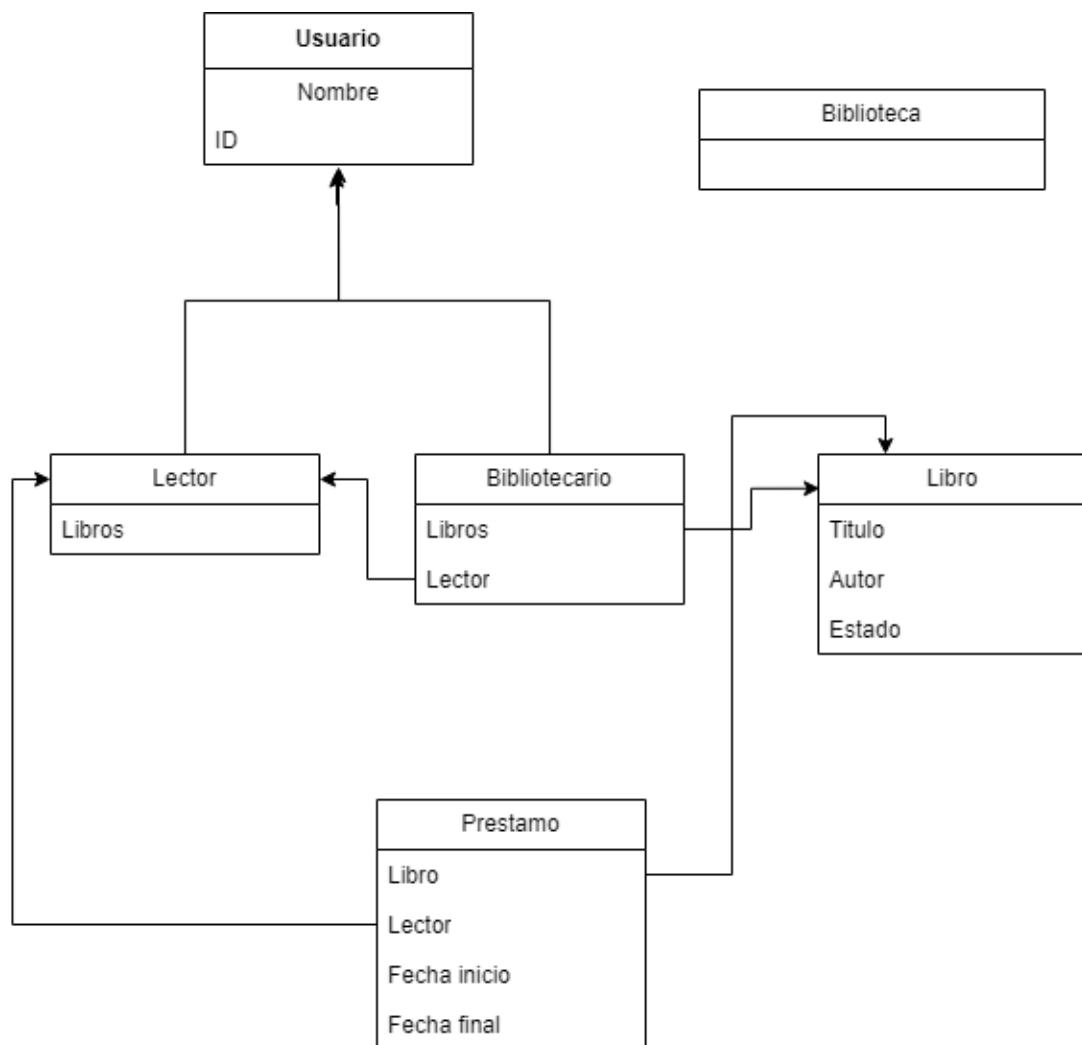 Usuario
Nombre
ID
Biblioteca
Lector
Libros
Bibliotecario
Libros
Lector
Libro
Titulo
Autor
Estado
Prestamo
Libro
Lector
Fecha inicio
Fecha final